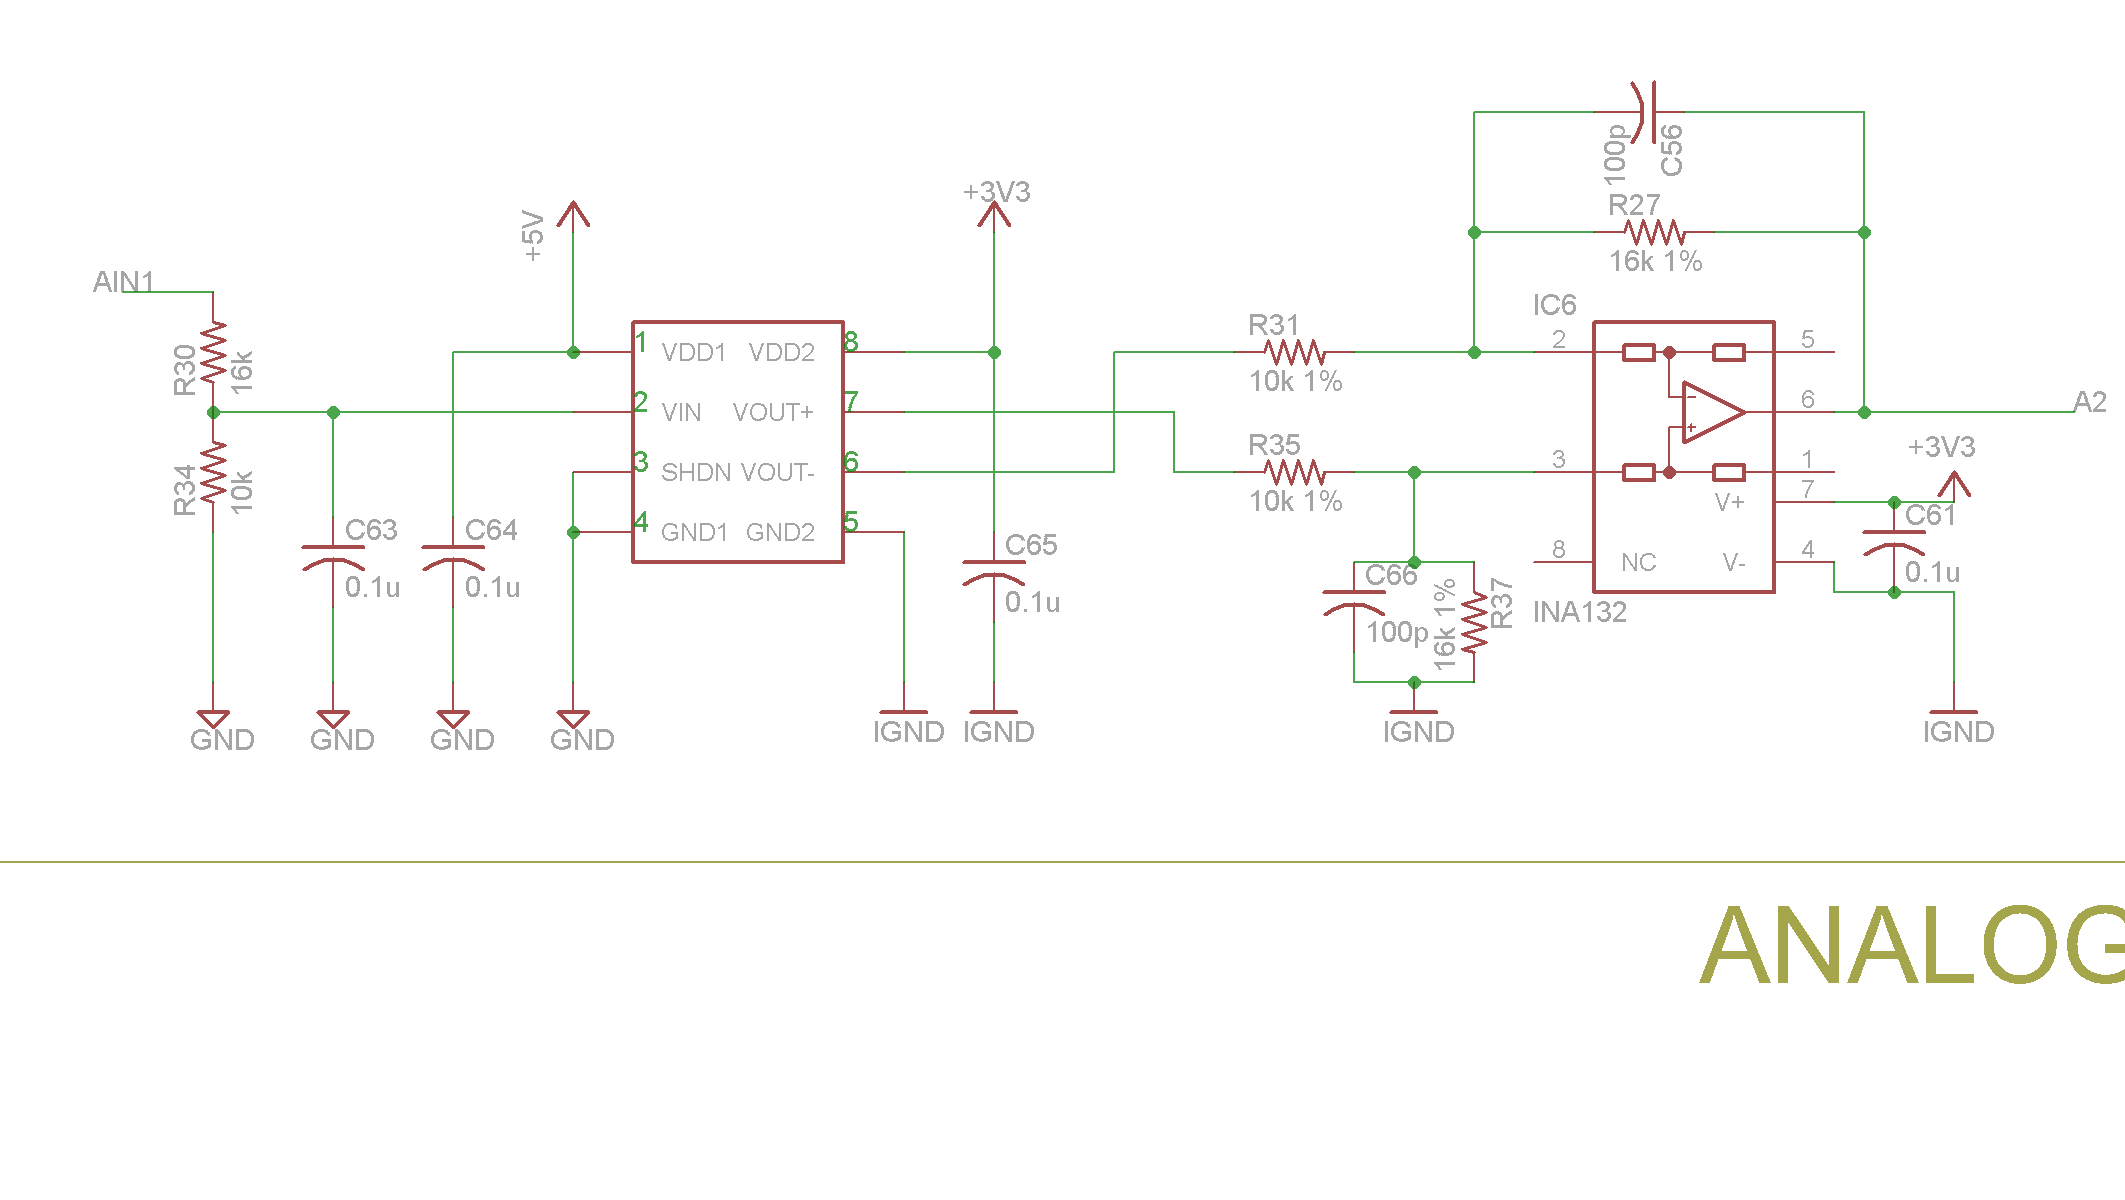 AIN1
R30
16k
R34
10k
C63
0.1u
GND
GND
+5V
C64
0.1u
GND
GND
1
2
3
4
VDD1
VIN
SHDN
GND1
VDD2
VOUT+
VOUT-
GND2
8
7
6
5
+3V3
C65
0.1u
IGND
IGND
R31
10k 1%
R35
10k 1%
C66
100p
16k 1%
R37
IGND
100p
C56
R27
16k 1%
IC6
2
3
8
-
+
NC
V+
V-
5
6
1
7
4
INA132
A2
+3V3
C61
0.1u
IGND
ANALOG